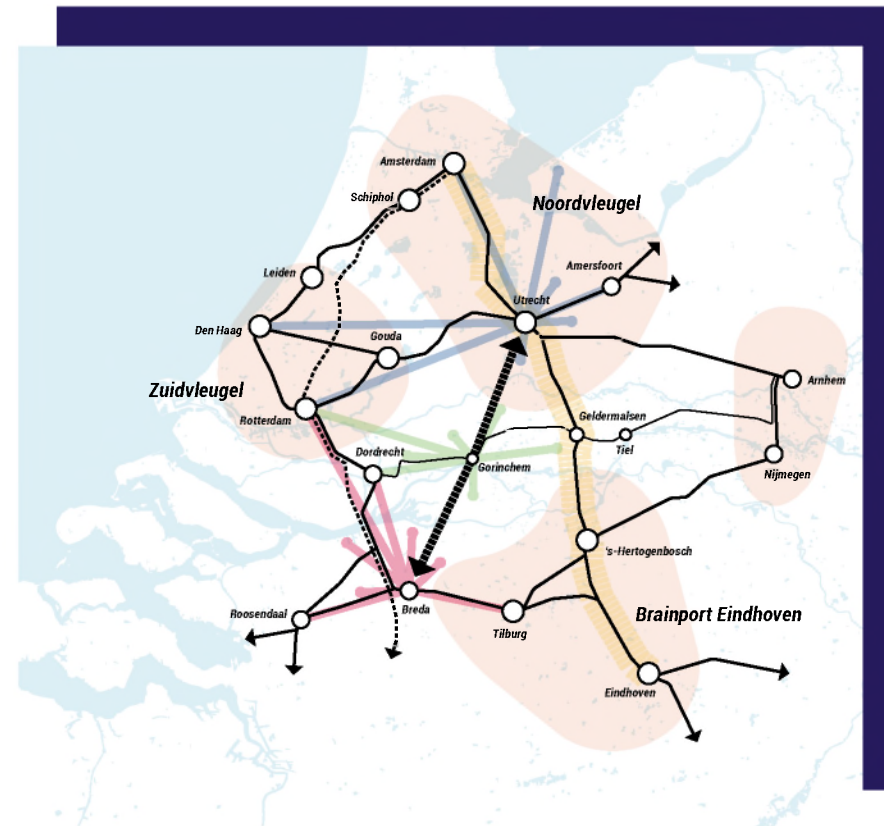 Amsterdam
Schiphol
Noordvleugel
Leiden
Amersfoort
Utrecht
Den Haag
Gouda
Zuidvleugel
Arnhem
Rotterdam
Geldermalsen
Dordrecht
Tiel
Gorinchem
Nijmegen
's-Hertogenbosch
Breda
Roosendaal
Brainport Eindhoven
Tilburg
Eindhoven